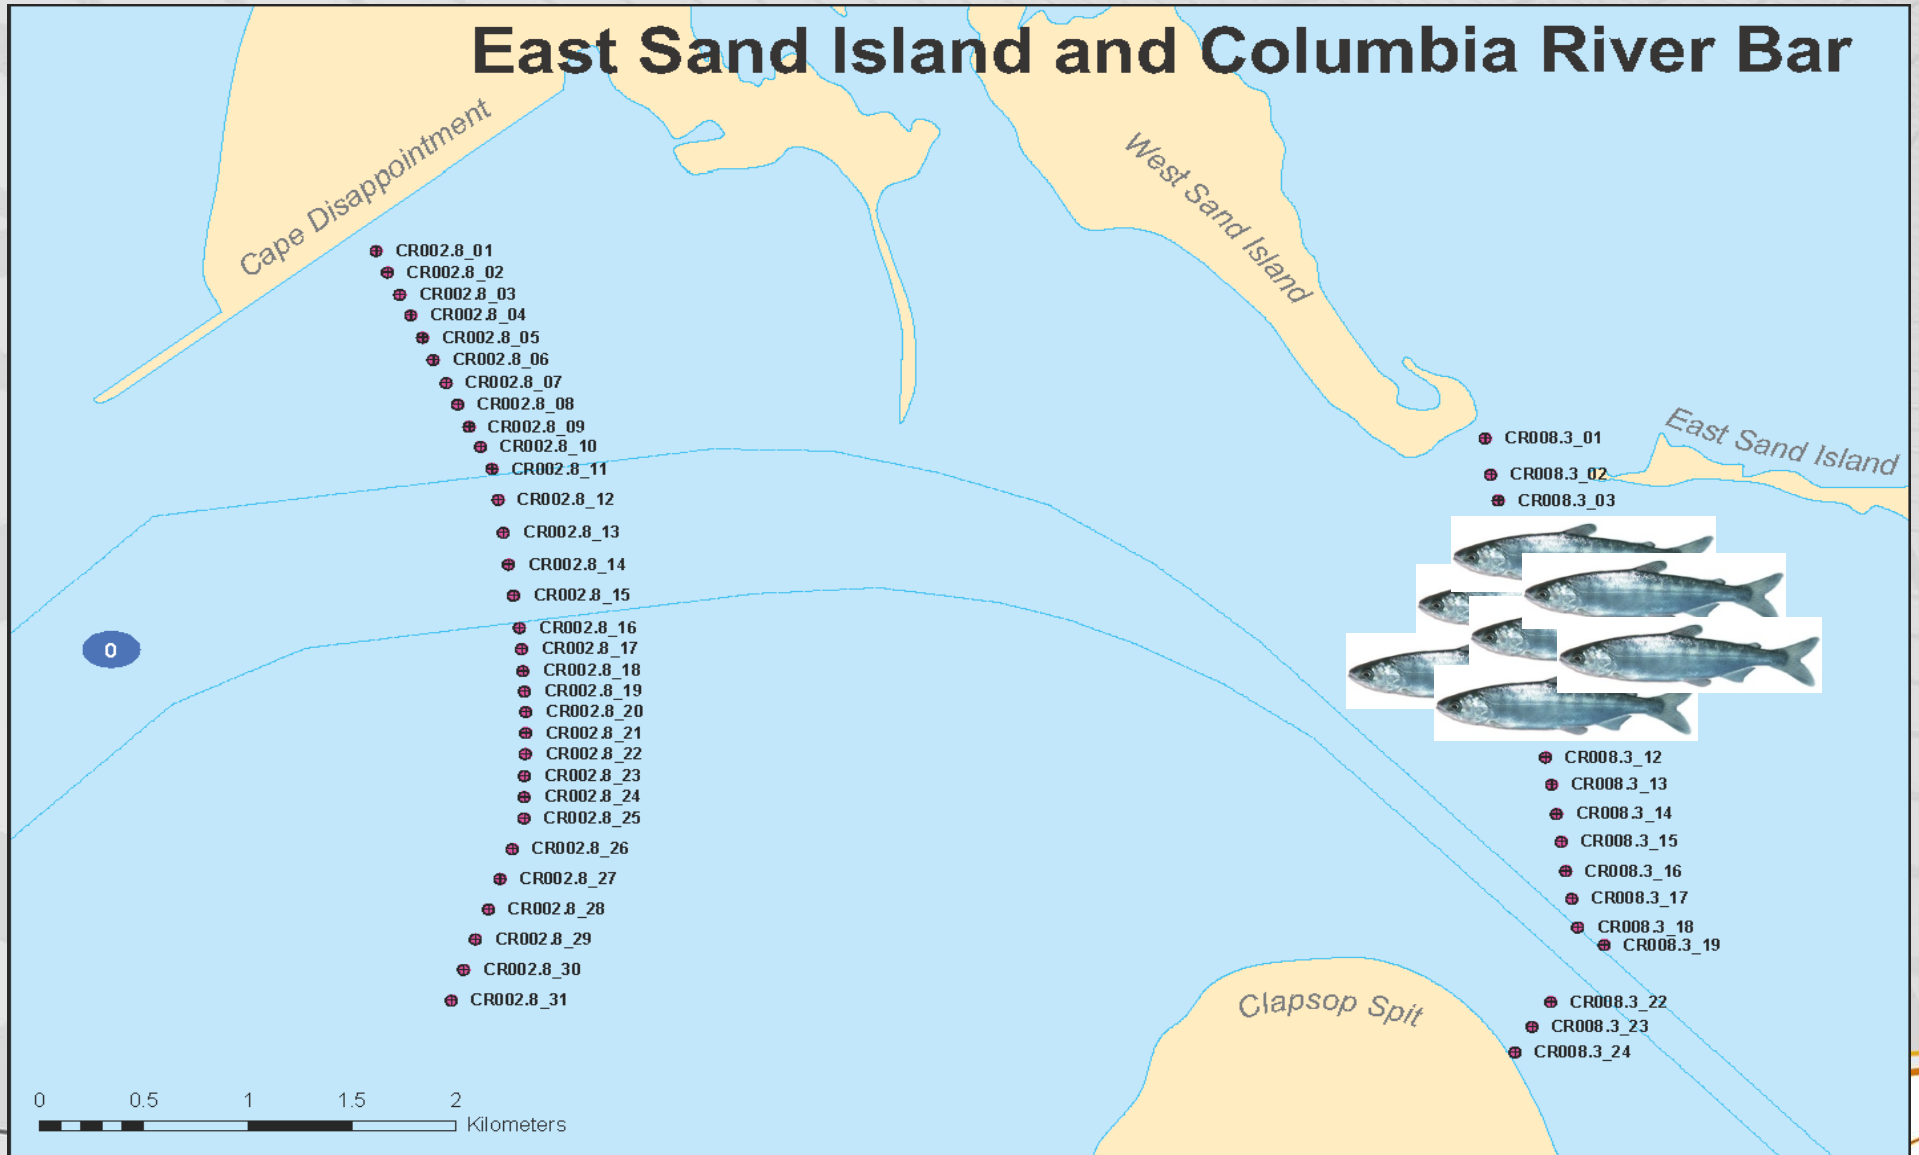 East Sand Island and Columbia River Bar
Cape Disappointment
West Sand Island
East Sand Island
CR002.8_01
CR002.8_02
CR002.8_03
CR002.8_04
CR002.8_05
CR002.8_06
CR002.8_07
CR002.8_08
CR002.8_09
CR002.8_10
CR002.8_11
CR002.8_12
CR002.8_13
CR002.8_14
CR002.8_15
CR002.8_16
CR002.8_17
CR002.8_18
CR002.8_19
CR002.8_20
CR002.8_21
CR002.8_22
CR002.8_23
CR002.8_24
CR002.8_25
CR002.8_26
CR002.8_27
CR002.8_28
CR002.8_29
CR002.8_30
CR002.8_31
CR008.3_01
CR008.3_02
CR008.3_03
CR008.3_12
CR008.3_13
CR008.3_14
CR008.3_15
CR008.3_16
CR008.3_17
CR008.3_18
CR008.3_19
CR008.3_22
CR008.3_23
CR008.3_24
0
Clapsop Spit
0 0.5 1 1.5 2
Kilometers